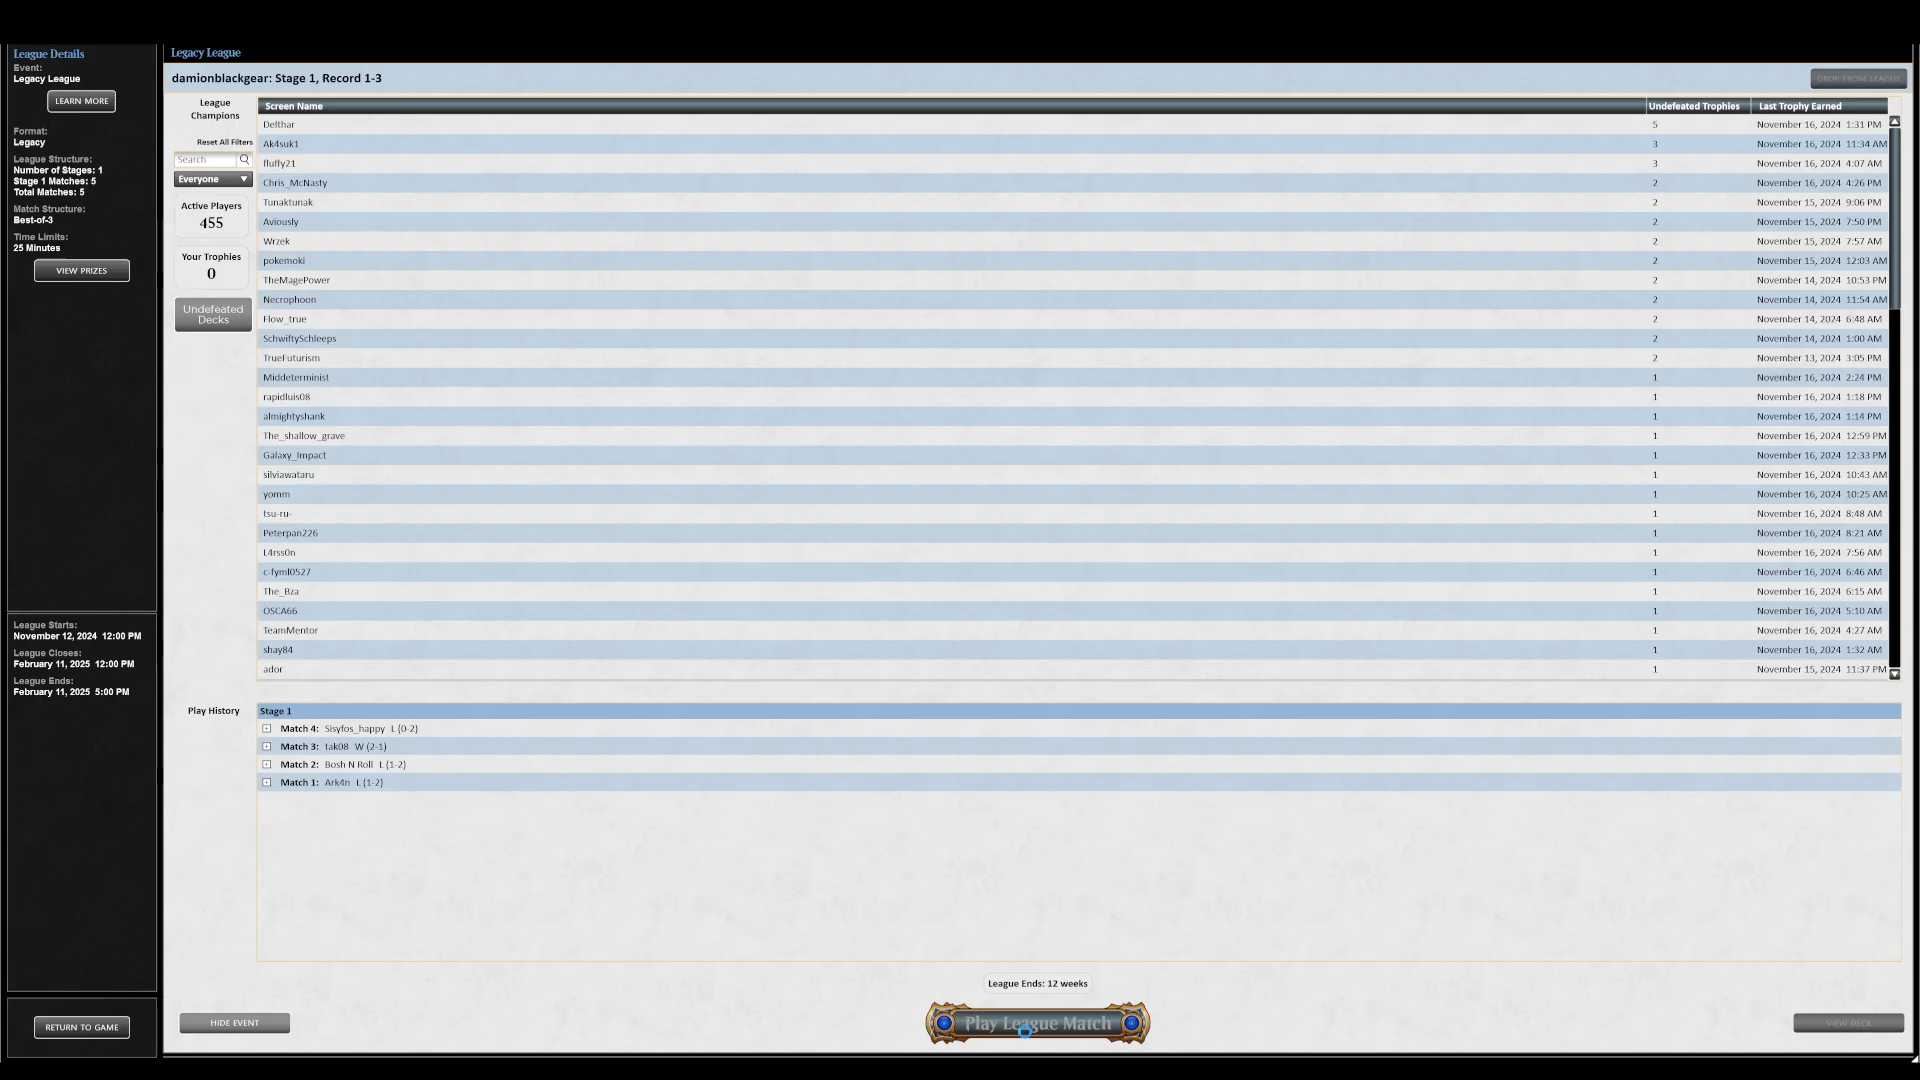 League Details
Event:
Legacy League
LEARN MORE
Format:
Legacy
League Structure:
Number of Stages: 1
Stage 1 Matches: 5
Total Matches: 5
Match Structure:
Best-of-3
Time Limits:
25 Minutes
VIEW PRIZES
League Starts:
November 12, 2024 12:00 PM
League Closes:
February 11, 2025 12:00 PM
League Ends:
February 11, 2025 5:00 PM
RETURN TO GAME
Legacy League
damionblackgear: Stage 1, Record 1-3
DROP FROM LEAGUE
League
Champions
Reset All Filters
Search
Everyone
Active Players
455
Your Trophies
0
Undefeated
Decks
Screen Name Undefeated Trophies Last Trophy Earned
Delthar 5 November 16, 2024 1:31 PM
Ak4suk1 3 November 16, 2024 11:34 AM
fluffy21 3 November 16, 2024 4:07 AM
Chris_McNasty 2 November 16, 2024 4:26 PM
Tunaktunak 2 November 15, 2024 9:06 PM
Aviously 2 November 15, 2024 7:50 PM
Wrzek 2 November 15, 2024 7:57 AM
pokemoki 2 November 15, 2024 12:03 AM
TheMagePower 2 November 14, 2024 10:53 PM
Necrophoon 2 November 14, 2024 11:54 AM
Flow_true 2 November 14, 2024 6:48 AM
SchwiftySchleeps 2 November 14, 2024 1:00 AM
TrueFuturism 2 November 13, 2024 3:05 PM
Middeterminist 1 November 16, 2024 2:24 PM
rapidluis08 1 November 16, 2024 1:18 PM
almightyshank 1 November 16, 2024 1:14 PM
The_shallow_grave 1 November 16, 2024 12:59 PM
Galaxy_Impact 1 November 16, 2024 12:33 PM
silviawataru 1 November 16, 2024 10:43 AM
yomm 1 November 16, 2024 10:25 AM
tsu-ru- 1 November 16, 2024 8:48 AM
Peterpan226 1 November 16, 2024 8:21 AM
L4rss0n 1 November 16, 2024 7:56 AM
c-fyml0527 1 November 16, 2024 6:46 AM
The_Bza 1 November 16, 2024 6:15 AM
OSCA66 1 November 16, 2024 5:10 AM
TeamMentor 1 November 16, 2024 4:27 AM
shay84 1 November 16, 2024 1:32 AM
ador 1 November 15, 2024 11:37 PM
Play History
Stage 1
Match 4: Sisyfos_happy L (0-2)
Match 3: tak08 W (2-1)
Match 2: Bosh N Roll L (1-2)
Match 1: Ark4n L (1-2)
League Ends: 12 weeks
HIDE EVENT
Play League Match
VIEW DECK